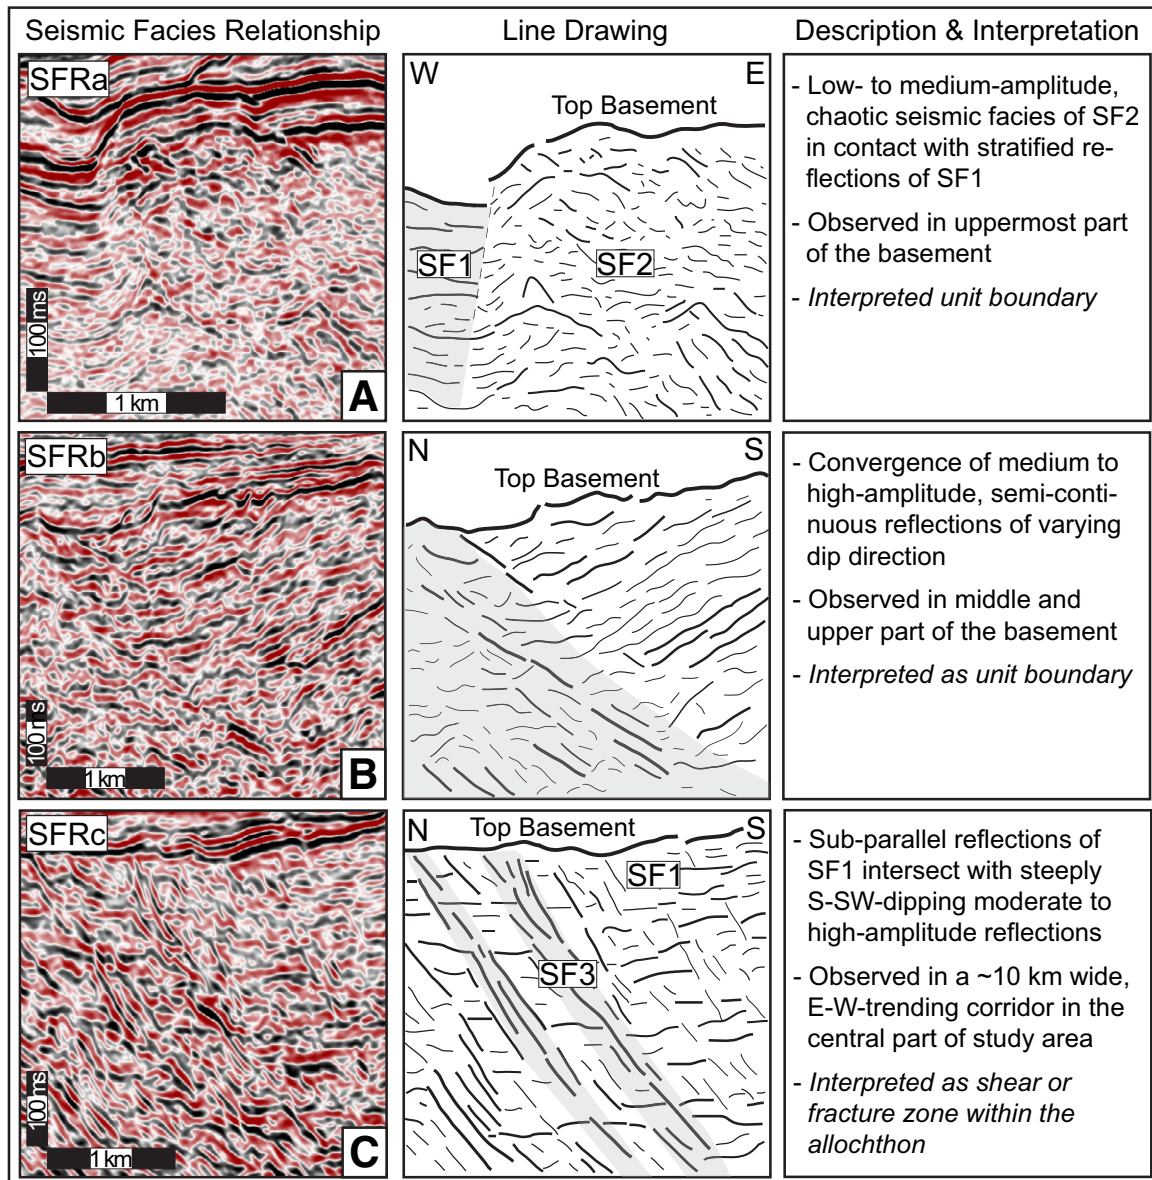 Seismic Facies Relationship
Line Drawing
Description & Interpretation
SFRa
100 ms
1 km
A
W
E
Top Basement
SF1
SF2
- Low- to medium-amplitude,
chaotic seismic facies of SF2
in contact with stratified re-
flections of SF1
- Observed in uppermost part
of the basement
- Interpreted unit boundary
SFRb
100 ms
1 km
B
N
S
Top Basement
- Convergence of medium to
high-amplitude, semi-conti-
nuous reflections of varying
dip direction
- Observed in middle and
upper part of the basement
- Interpreted as unit boundary
SFRc
100 ms
1 km
C
N
Top Basement
S
SF1
SF3
- Sub-parallel reflections of
SF1 intersect with steeply
S-SW-dipping moderate to
high-amplitude reflections
- Observed in a ~10 km wide,
E-W-trending corridor in the
central part of study area
- Interpreted as shear or
fracture zone within the
allochthon